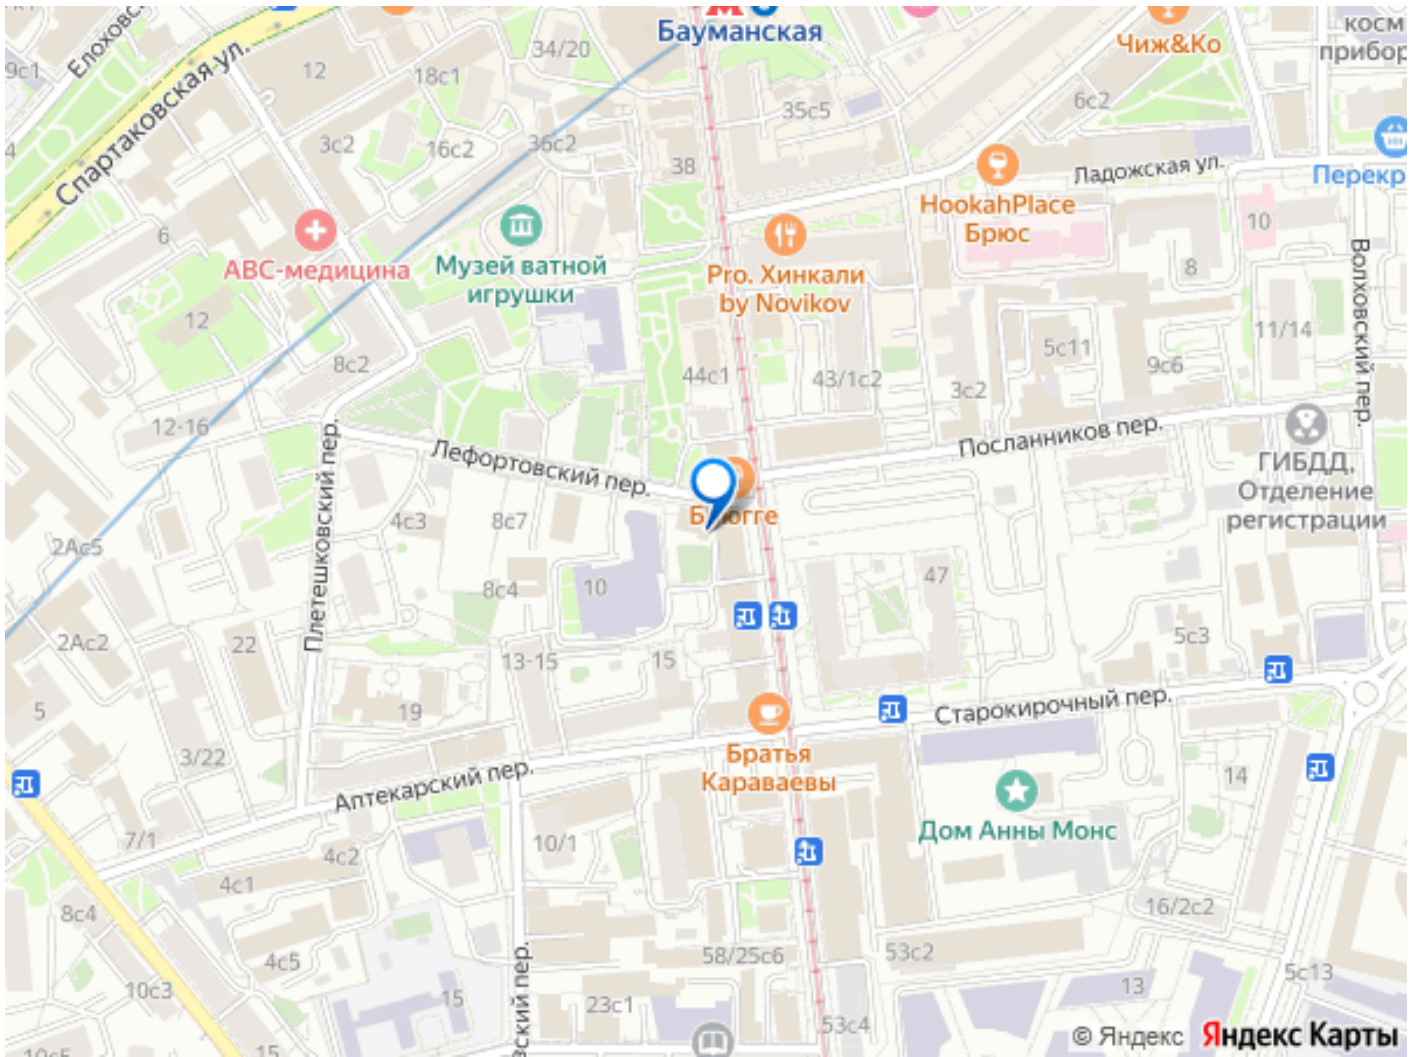 Бауманская
косм
прибор
Чиж&Ко
34/20
Елоховс
9с1
12
18с1
35с5
6с2
Спартаковская ул.
3с2
16с2
36с2
38
4
Ладожская ул.
Перекр
HookahPlace
Брюс
10
6
АВС-медицина
Музей ватной
игрушки
Pro. Хинкали
by Novikov
8
Волховский пер.
12
8с2
11/14
5с11
9с6
44с1
43/1с2
3с2
12-16
Лефортовский пер.
Посланников пер.
ГИБДД,
Отделение
регистрации
Плетешковский пер.
4с3
8с7
2Ас5
8с4
10
47
2Ас2
22
13-15
15
5с3
5
19
Старокирочный пер.
3/22
Братья
Караваевы
Аптекарский пер.
14
Дом Анны Монс
7/1
10/1
4с2
4с1
8с4
16/2с2
58/25с6
53с2
4с5
5с13
10с3
15
13
вский пер.
23с1
53с4
10с5
15
© Яндекс Яндекс Карты